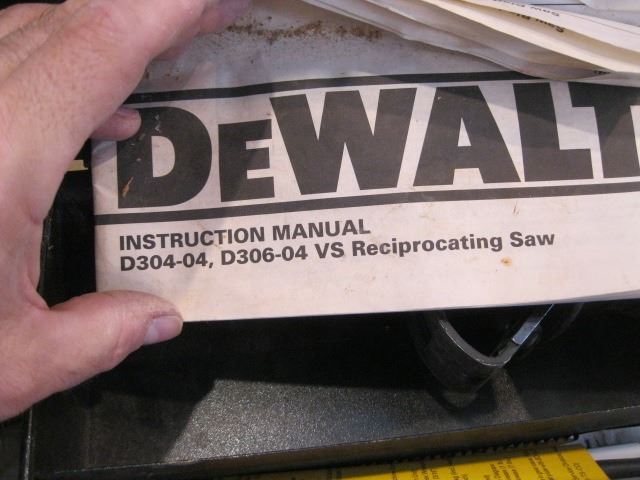 DEWALT
INSTRUCTION MANUAL
D304-04, D306-04 VS Reciprocating Saw